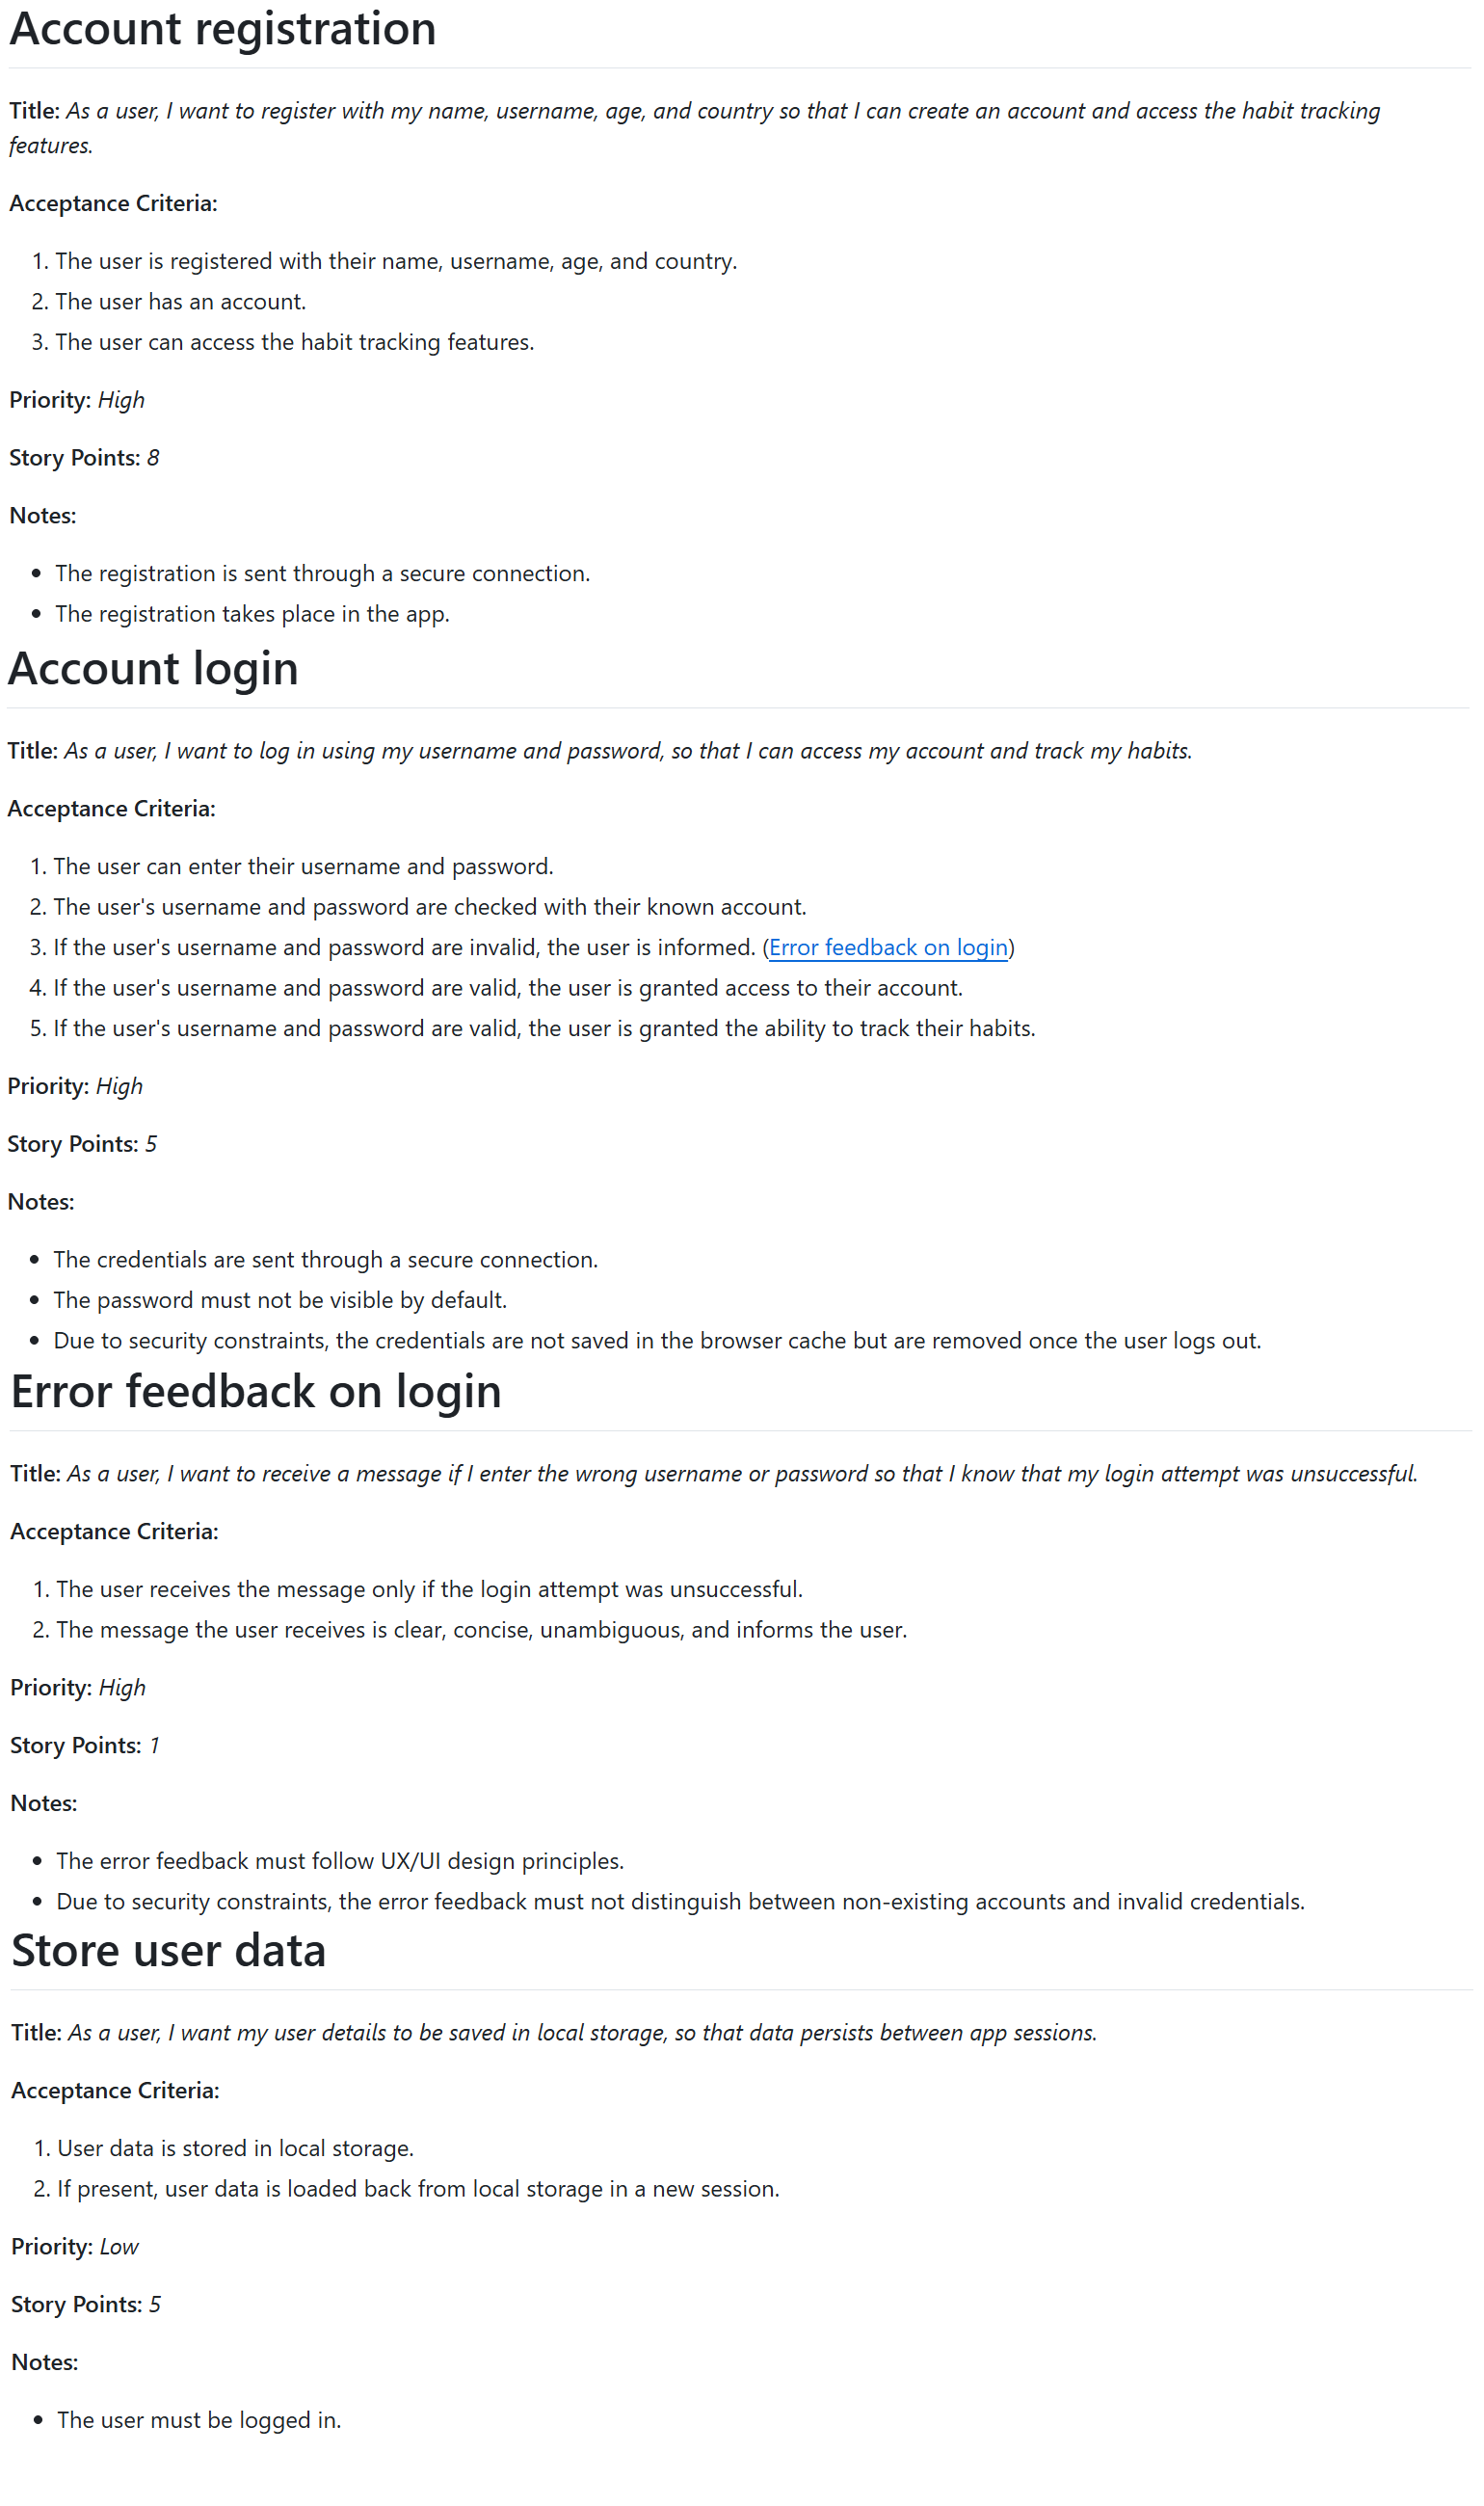 Account registration
Title: As a user, I want to register with my name, username, age, and country so that I can create an account and access the habit tracking
features.
Acceptance Criteria:
1. The user is registered with their name, username, age, and country.
2. The user has an account.
3. The user can access the habit tracking features.
Priority: High
Story Points: 8
Notes:
• The registration is sent through a secure connection.
• The registration takes place in the app.
Account login
Title: As a user, I want to log in using my username and password, so that I can access my account and track my habits.
Acceptance Criteria:
1. The user can enter their username and password.
2. The user's username and password are checked with their known account.
3. If the user's username and password are invalid, the user is informed. (Error feedback on login)
4. If the user's username and password are valid, the user is granted access to their account.
5. If the user's username and password are valid, the user is granted the ability to track their habits.
Priority: High
Story Points: 5
Notes:
• The credentials are sent through a secure connection.
• The password must not be visible by default.
• Due to security constraints, the credentials are not saved in the browser cache but are removed once the user logs out.
Error feedback on login
Title: As a user, I want to receive a message if I enter the wrong username or password so that I know that my login attempt was unsuccessful.
Acceptance Criteria:
1. The user receives the message only if the login attempt was unsuccessful.
2. The message the user receives is clear, concise, unambiguous, and informs the user.
Priority: High
Story Points: 1
Notes:
• The error feedback must follow UX/UI design principles.
• Due to security constraints, the error feedback must not distinguish between non-existing accounts and invalid credentials.
Store user data
Title: As a user, I want my user details to be saved in local storage, so that data persists between app sessions.
Acceptance Criteria:
1. User data is stored in local storage.
2. If present, user data is loaded back from local storage in a new session.
Priority: Low
Story Points: 5
Notes:
• The user must be logged in.